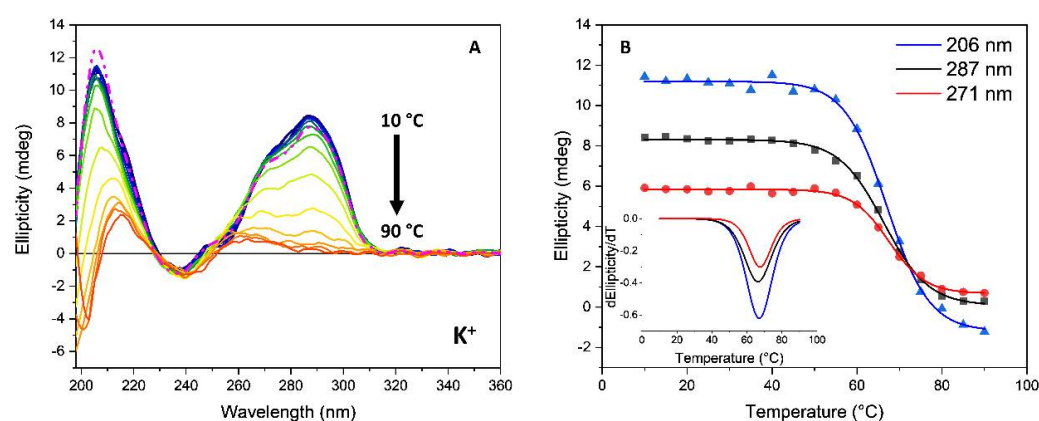 A
14
12
10
8
6
4
2
0
-2
-4
-6
Ellipticity (mdeg)
10 °C
90 °C
K+
200 220 240 260 280 300 320 340 360
Wavelength (nm)
B
206 nm
287 nm
271 nm
14
12
10
8
6
4
2
0
-2
Ellipticity (mdeg)
0.0
-0.2
-0.4
-0.6
dEllipticity/dT
20 40 60 80 100
Temperature (°C)
0 20 40 60 80 100
Temperature (°C)